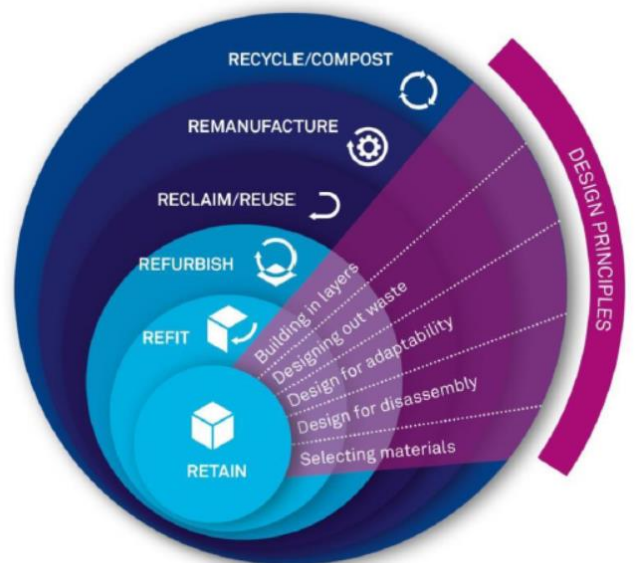 RECYCLE/COMPOST
REMANUFACTURE
RECLAIM/REUSE
REFURBISH
REFIT
RETAIN
Building in layers
Designing out waste
Design for adaptability
Design for disassembly
Selecting materials
DESIGN PRINCIPLES